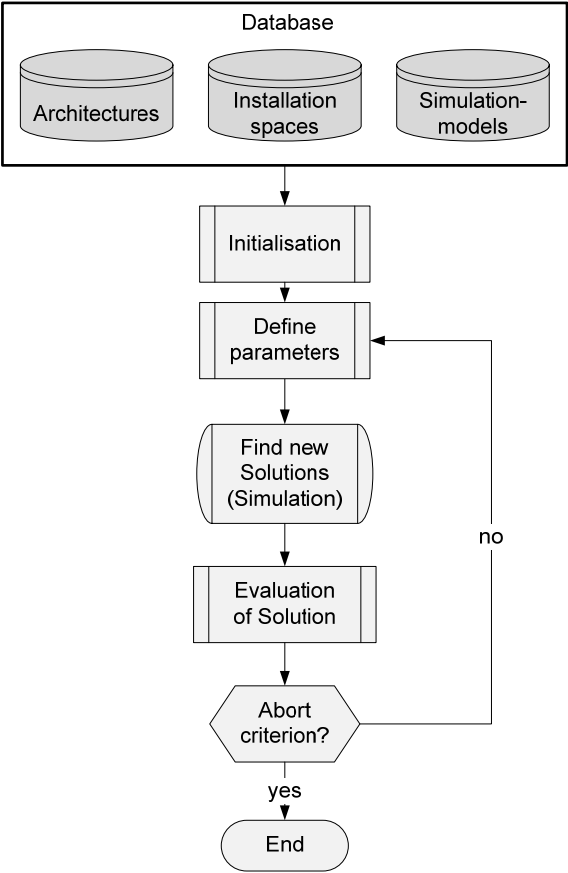 Database
Architectures
Installation
spaces
Simulation-
models
Initialisation
Define
parameters
Find new
Solutions
(Simulation)
no
Evaluation
of Solution
Abort
criterion?
yes
End